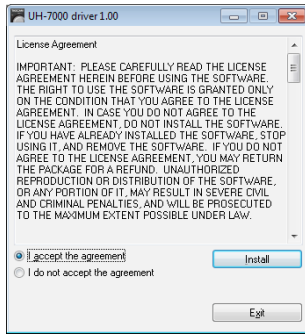 UH-7000 driver 1.00
License Agreement
IMPORTANT: PLEASE CAREFULLY READ THE LICENSE
AGREEMENT HEREIN BEFORE USING THE SOFTWARE.
THE RIGHT TO USE THE SOFTWARE IS GRANTED ONLY
ON THE CONDITION THAT YOU AGREE TO THE LICENSE
AGREEMENT. IN CASE YOU DO NOT AGREE TO THE
LICENSE AGREEMENT, DO NOT INSTALL THE SOFTWARE.
IF YOU HAVE ALREADY INSTALLED THE SOFTWARE, STOP
USING IT, AND REMOVE THE SOFTWARE. IF YOU DO NOT
AGREE TO THE LICENSE AGREEMENT, YOU MAY RETURN
THE PACKAGE FOR A REFUND. UNAUTHORIZED
REPRODUCTION OR DISTRIBUTION OF THE SOFTWARE,
OR ANY PORTION OF IT, MAY RESULT IN SEVERE CIVIL
AND CRIMINAL PENALTIES, AND WILL BE PROSECUTED
TO THE MAXIMUM EXTENT POSSIBLE UNDER LAW.
I accept the agreement
Install
I do not accept the agreement
Exit